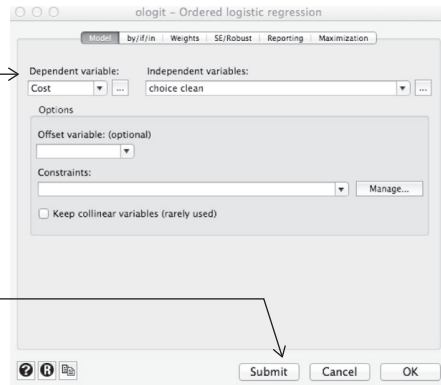 ologit – Ordered logistic regression
Model by/if/in Weights SE/Robust Reporting Maximization
Dependent variable: Independent variables:
Cost ... choice clean ...
Options
Offset variable: (optional)
Constraints:
Manage...
Keep collinear variables (rarely used)
? R Submit Cancel OK